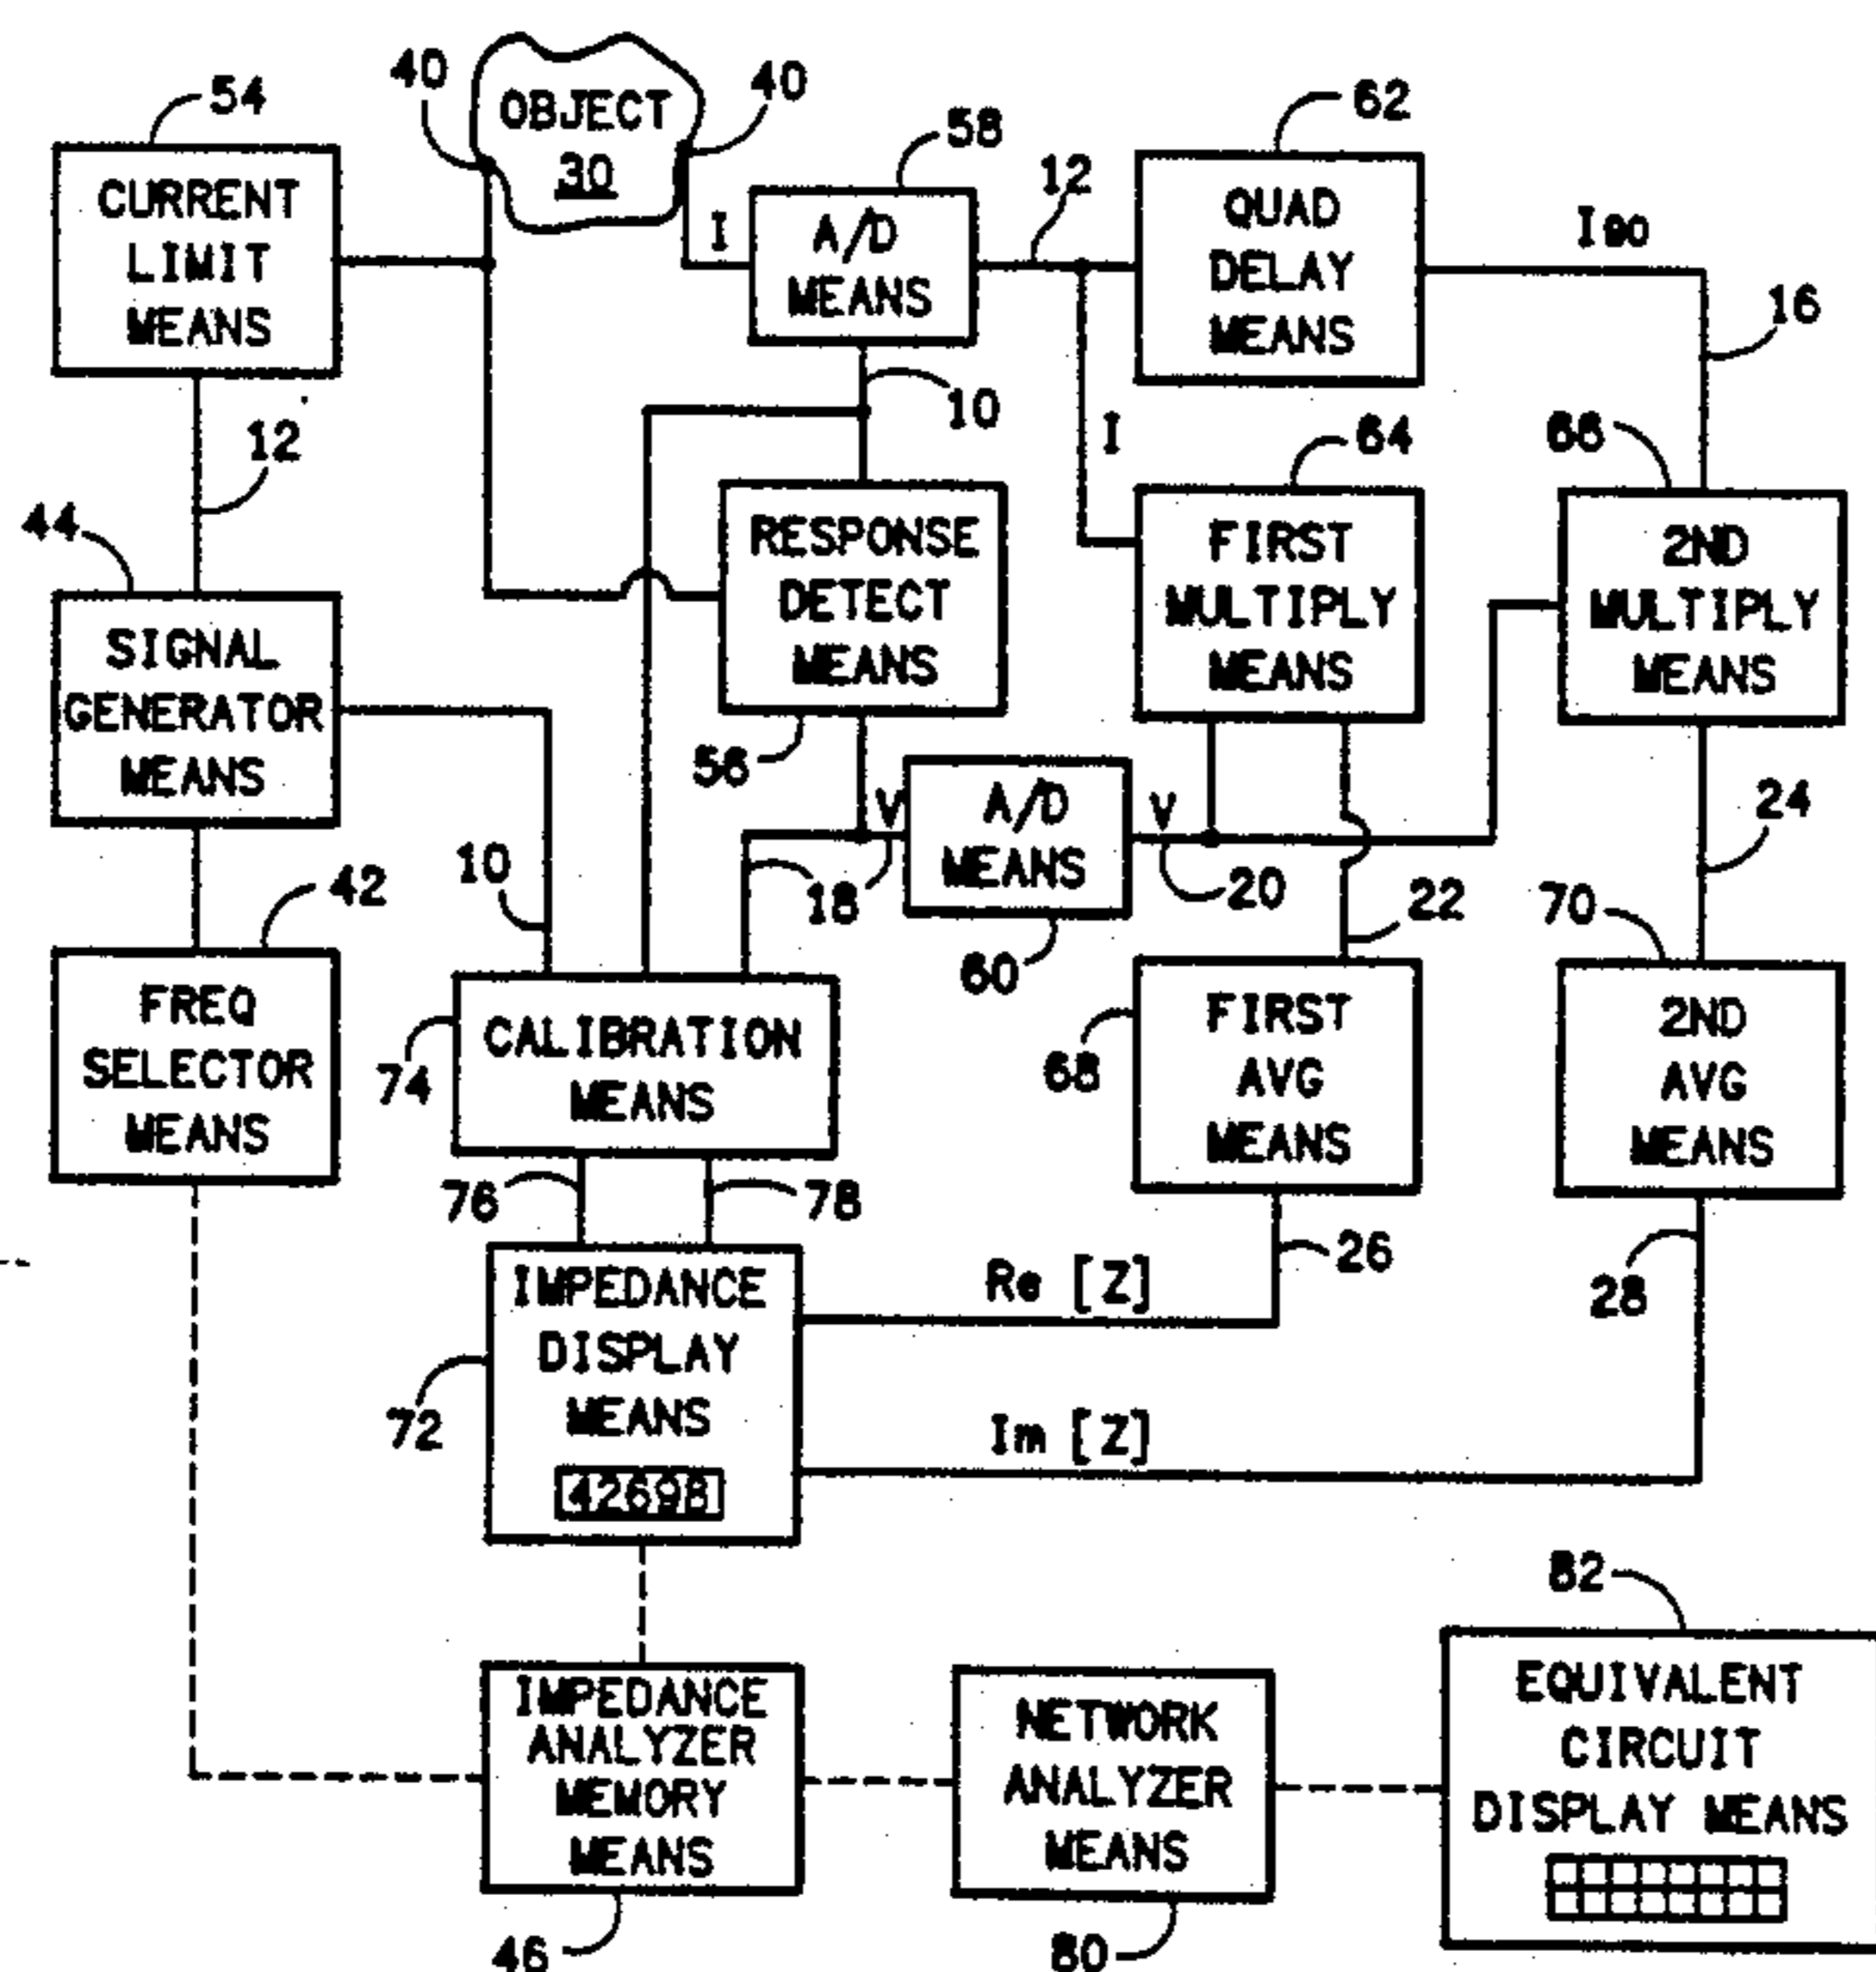 54
40
OBJECT
30
40
58
62
CURRENT
LIMIT
MEANS
I
A/D
MEANS
12
QUAD
DELAY
MEANS
I90
16
12
10
I
64
66
44
RESPONSE
DETECT
MEANS
FIRST
MULTIPLY
MEANS
2ND
MULTIPLY
MEANS
SIGNAL
GENERATOR
MEANS
56
V
A/D
MEANS
V
24
10
18
20
22
42
60
70
FREQ
SELECTOR
MEANS
74
CALIBRATION
MEANS
68
FIRST
AVG
MEANS
2ND
AVG
MEANS
76
78
26
28
IMPEDANCE
DISPLAY
MEANS
42698
72
Re [Z]
Im [Z]
82
IMPEDANCE
ANALYZER
MEMORY
MEANS
NETWORK
ANALYZER
MEANS
EQUIVALENT
CIRCUIT
DISPLAY MEANS
46
80